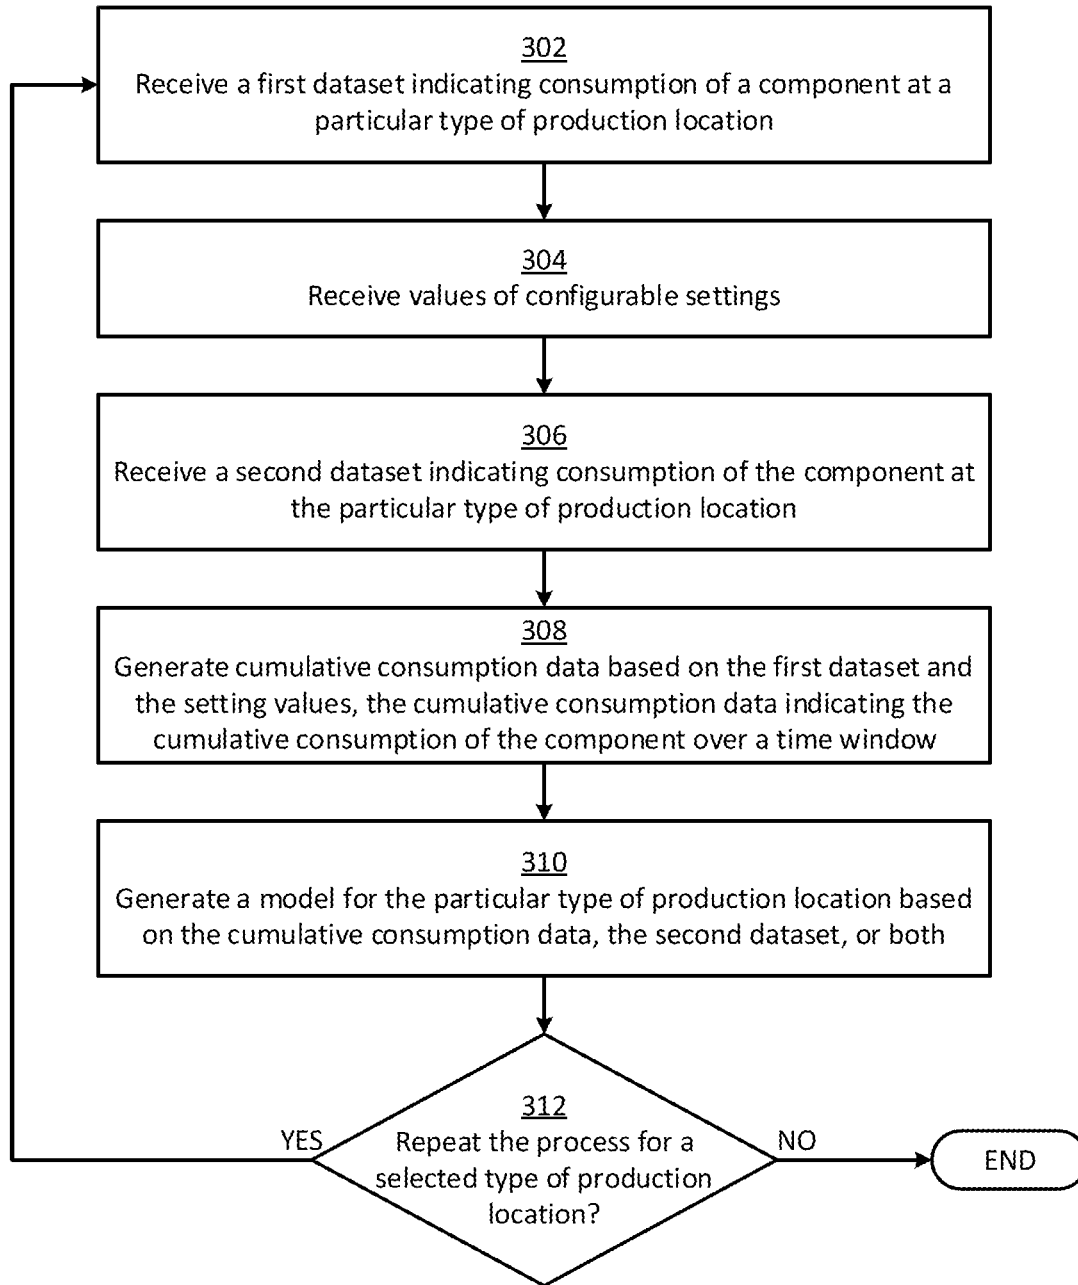 302
Receive a first dataset indicating consumption of a component at a
particular type of production location
304
Receive values of configurable settings
306
Receive a second dataset indicating consumption of the component at
the particular type of production location
308
Generate cumulative consumption data based on the first dataset and
the setting values, the cumulative consumption data indicating the
cumulative consumption of the component over a time window
310
Generate a model for the particular type of production location based
on the cumulative consumption data, the second dataset, or both
312
Repeat the process for a
selected type of production
location?
YES
NO
END